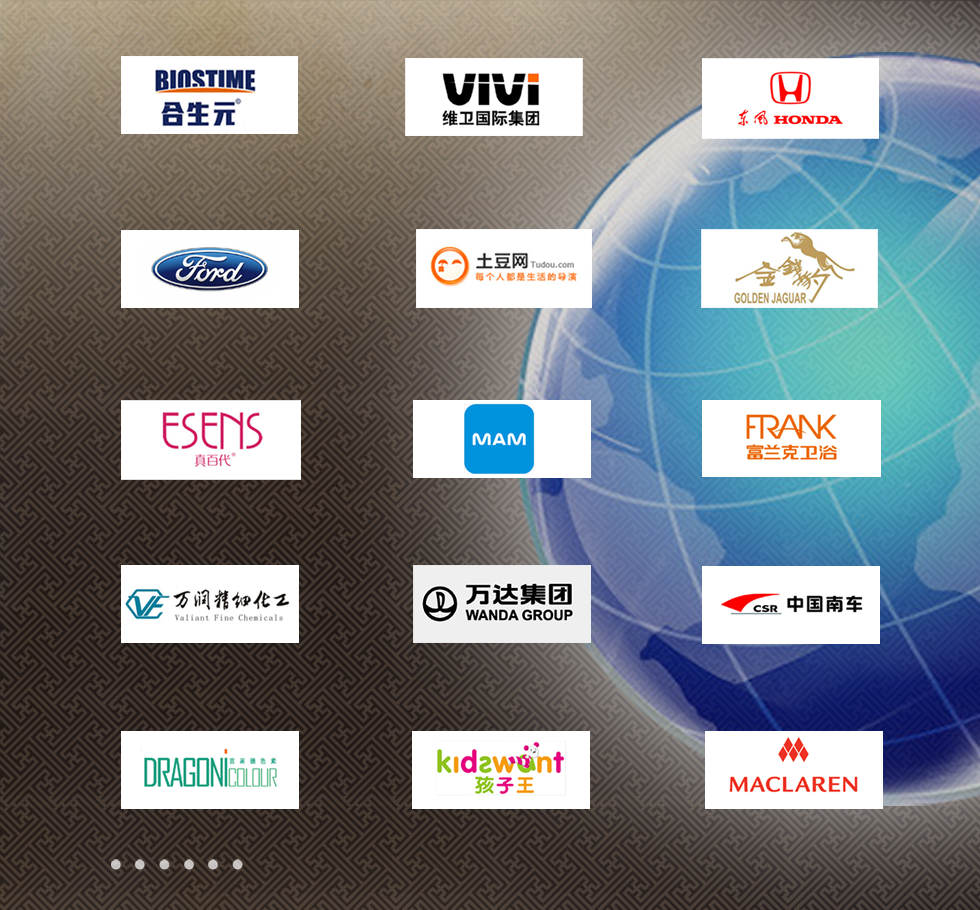 BIOSTIME
合生元®
ViVi
维卫国际集团
东风 HONDA
Ford
土豆网 Tudou.com
每个人都是生活的导演
金钱豹
GOLDEN JAGUAR
ESENS
真百代®
MAM
FRANK
富兰克卫浴
VF 万润精细化工
Valiant Fine Chemicals
万达集团
WANDA GROUP
CSR 中国南车
DRAGON COLOUR
kidswant
孩子王
MACLAREN